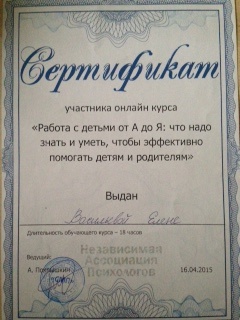 Сертификат
участника онлайн курса
«Работа с детьми от А до Я: что надо
знать и уметь, чтобы эффективно
помогать детям и родителям»
Выдан
Елене
Длительность обучающего курса – 18 часов
Независимая
Ведущий: Ассоциация
Психологов
16.04.2015